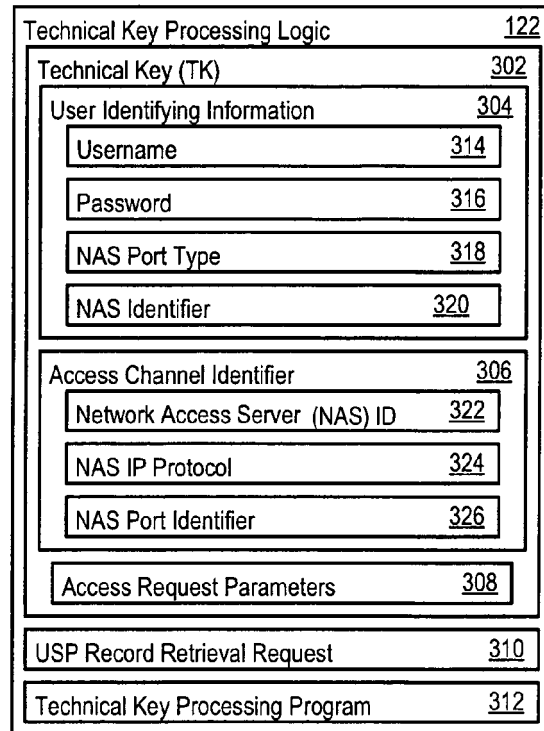 Technical Key Processing Logic 122
Technical Key (TK) 302
User Identifying Information 304
Username 314
Password 316
NAS Port Type 318
NAS Identifier 320
Access Channel Identifier 306
Network Access Server (NAS) ID 322
NAS IP Protocol 324
NAS Port Identifier 326
Access Request Parameters 308
USP Record Retrieval Request 310
Technical Key Processing Program 312